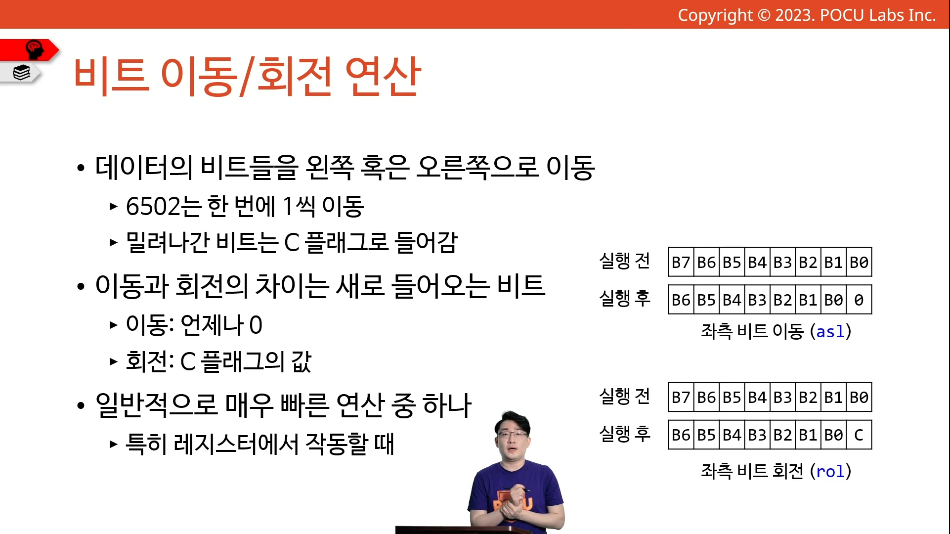 Copyright © 2023. POCU Labs Inc.
비트 이동/회전 연산
• 데이터의 비트들을 왼쪽 혹은 오른쪽으로 이동
▸ 6502는 한 번에 1씩 이동
▸ 밀려나간 비트는 C 플래그로 들어감
• 이동과 회전의 차이는 새로 들어오는 비트
▸ 이동: 언제나 0
▸ 회전: C 플래그의 값
• 일반적으로 매우 빠른 연산 중 하나
▸ 특히 레지스터에서 작동할 때
실행 전 B7 B6 B5 B4 B3 B2 B1 B0
실행 후 B6 B5 B4 B3 B2 B1 B0 0
좌측 비트 이동 (asl)
실행 전 B7 B6 B5 B4 B3 B2 B1 B0
실행 후 B6 B5 B4 B3 B2 B1 B0 C
좌측 비트 회전 (rol)